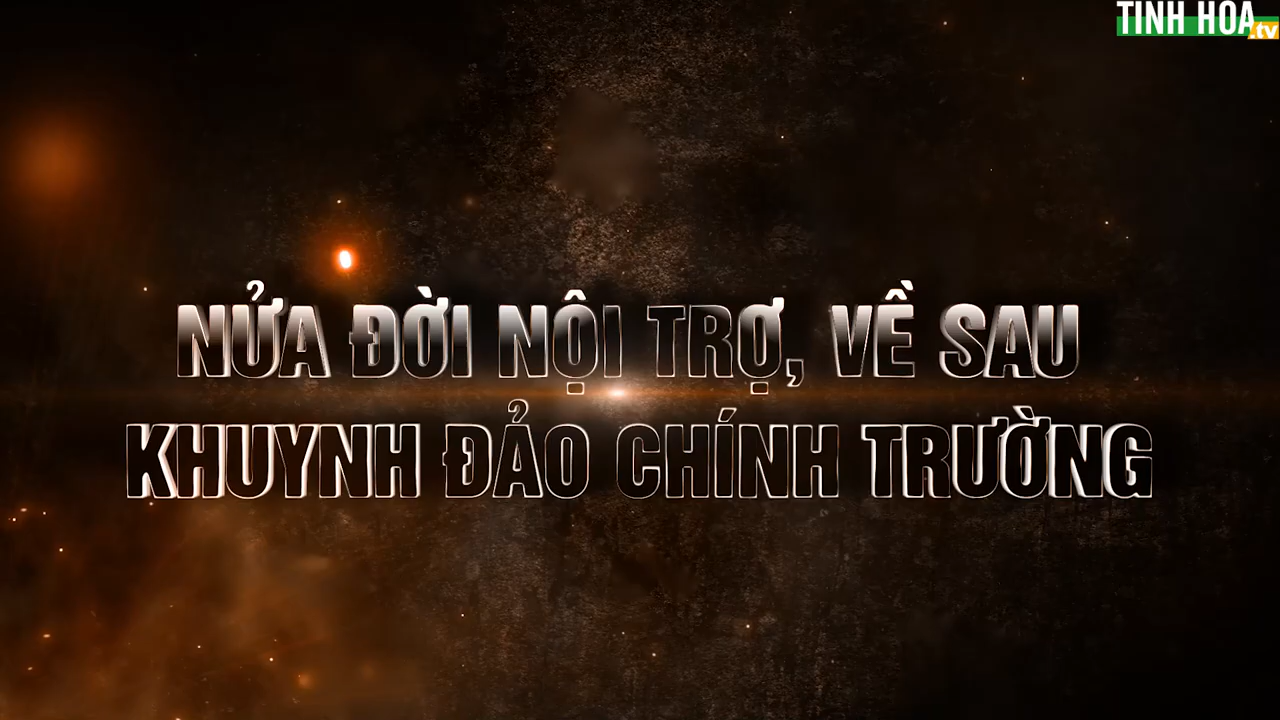 TINH HOA.tv
NỬA ĐỜI NỘI TRỢ, VỀ SAU
KHUYNH ĐẢO CHÍNH TRƯỜNG